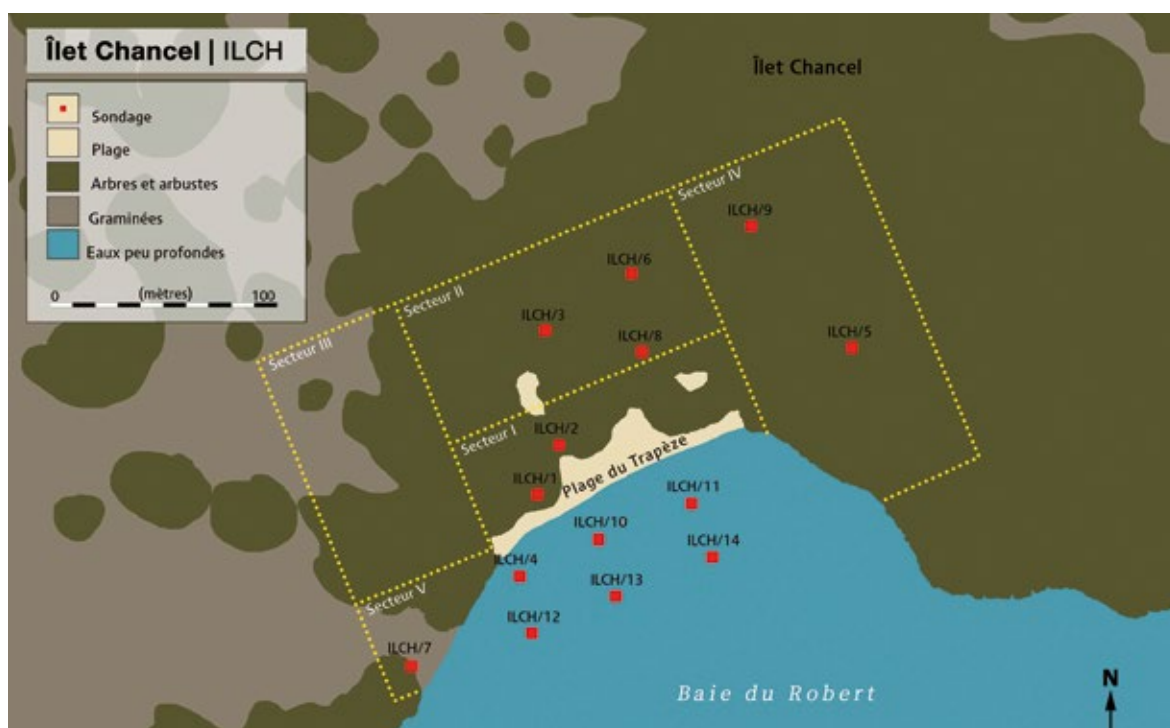 Îlet Chancel | ILCH
Sondage
Plage
Arbres et arbustes
Graminées
Eaux peu profondes
0 (mètres) 100
Îlet Chancel
Secteur IV
ILCH/9
ILCH/6
Secteur II
ILCH/3
ILCH/8
ILCH/5
Secteur III
Secteur I
ILCH/2
Plage du Trapèze
ILCH/1
ILCH/11
ILCH/10
ILCH/14
ILCH/4
ILCH/13
Secteur V
ILCH/12
ILCH/7
Baie du Robert
N